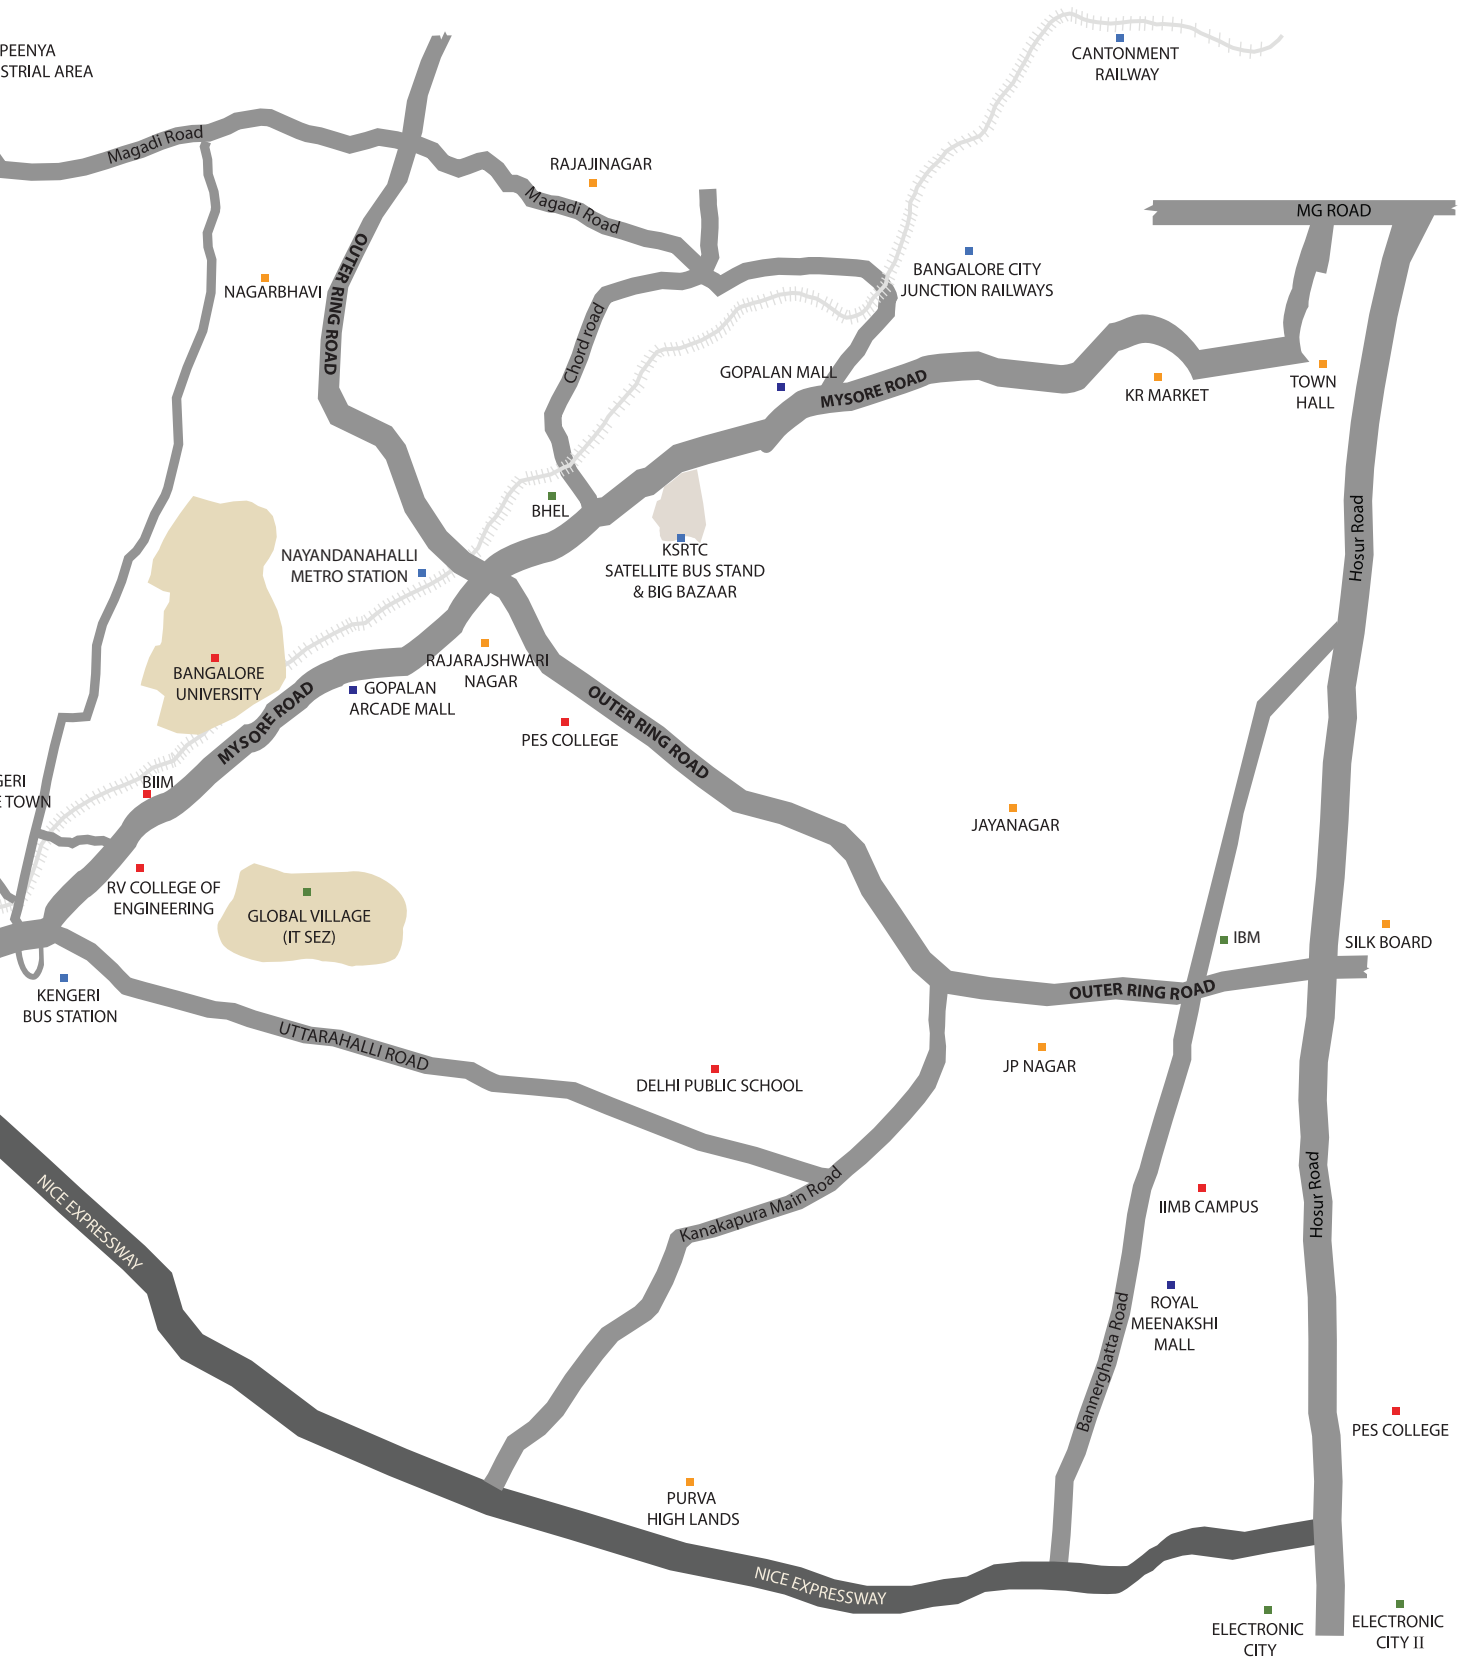 PEENYA
STRIAL AREA
CANTONMENT
RAILWAY
Magadi Road
RAJAJINAGAR
Magadi Road
MG ROAD
OUTER RING ROAD
NAGARBHAVI
BANGALORE CITY
JUNCTION RAILWAYS
Chord road
GOPALAN MALL
MYSORE ROAD
KR MARKET
TOWN
HALL
BHEL
Hosur Road
NAYANDANAHALLI
METRO STATION
KSRTC
SATELLITE BUS STAND
& BIG BAZAAR
BANGALORE
UNIVERSITY
RAJARAJSHWARI
NAGAR
GOPALAN
ARCADE MALL
MYSORE ROAD
PES COLLEGE
OUTER RING ROAD
GERI
E TOWN
BIIM
JAYANAGAR
RV COLLEGE OF
ENGINEERING
GLOBAL VILLAGE
(IT SEZ)
IBM
SILK BOARD
OUTER RING ROAD
KENGERI
BUS STATION
UTTARAHALLI ROAD
JP NAGAR
DELHI PUBLIC SCHOOL
Kanakapura Main Road
IIMB CAMPUS
Hosur Road
NICE EXPRESSWAY
ROYAL
MEENAKSHI
MALL
Bannerghatta Road
PES COLLEGE
PURVA
HIGH LANDS
NICE EXPRESSWAY
ELECTRONIC
CITY
ELECTRONIC
CITY II